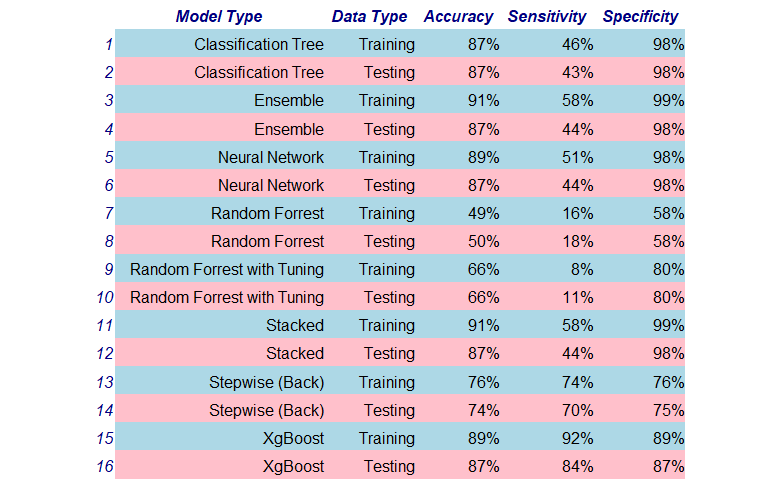 Model Type Data Type Accuracy Sensitivity Specificity
1 Classification Tree Training 87% 46% 98%
2 Classification Tree Testing 87% 43% 98%
3 Ensemble Training 91% 58% 99%
4 Ensemble Testing 87% 44% 98%
5 Neural Network Training 89% 51% 98%
6 Neural Network Testing 87% 44% 98%
7 Random Forrest Training 49% 16% 58%
8 Random Forrest Testing 50% 18% 58%
9 Random Forrest with Tuning Training 66% 8% 80%
10 Random Forrest with Tuning Testing 66% 11% 80%
11 Stacked Training 91% 58% 99%
12 Stacked Testing 87% 44% 98%
13 Stepwise (Back) Training 76% 74% 76%
14 Stepwise (Back) Testing 74% 70% 75%
15 XgBoost Training 89% 92% 89%
16 XgBoost Testing 87% 84% 87%